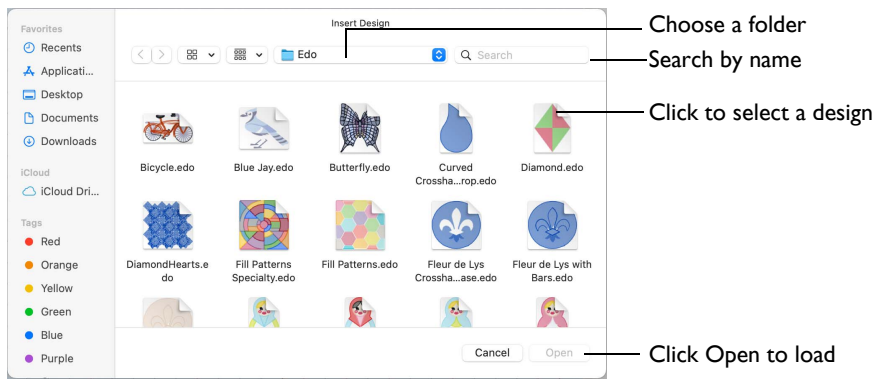 Insert Design
Favorites
Recents
Applicati...
Desktop
Documents
Downloads
iCloud
iCloud Dri...
Tags
Red
Orange
Yellow
Green
Blue
Purple
Edo
Search
Bicycle.edo
Blue Jay.edo
Butterfly.edo
Curved
Crossha...rop.edo
Diamond.edo
DiamondHearts.e
do
Fill Patterns
Specialty.edo
Fill Patterns.edo
Fleur de Lys
Crossha...ase.edo
Fleur de Lys with
Bars.edo
Cancel
Open
Choose a folder
Search by name
Click to select a design
Click Open to load